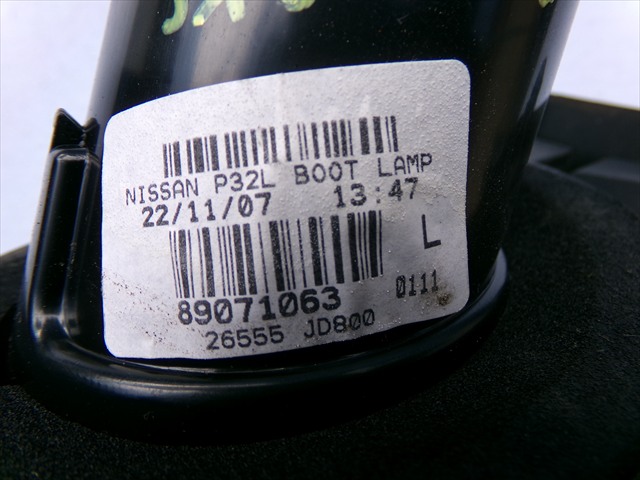 NISSAN P32L BOOT LAMP
22/11/07 13:47
L
89071063 0111
26555 JD800